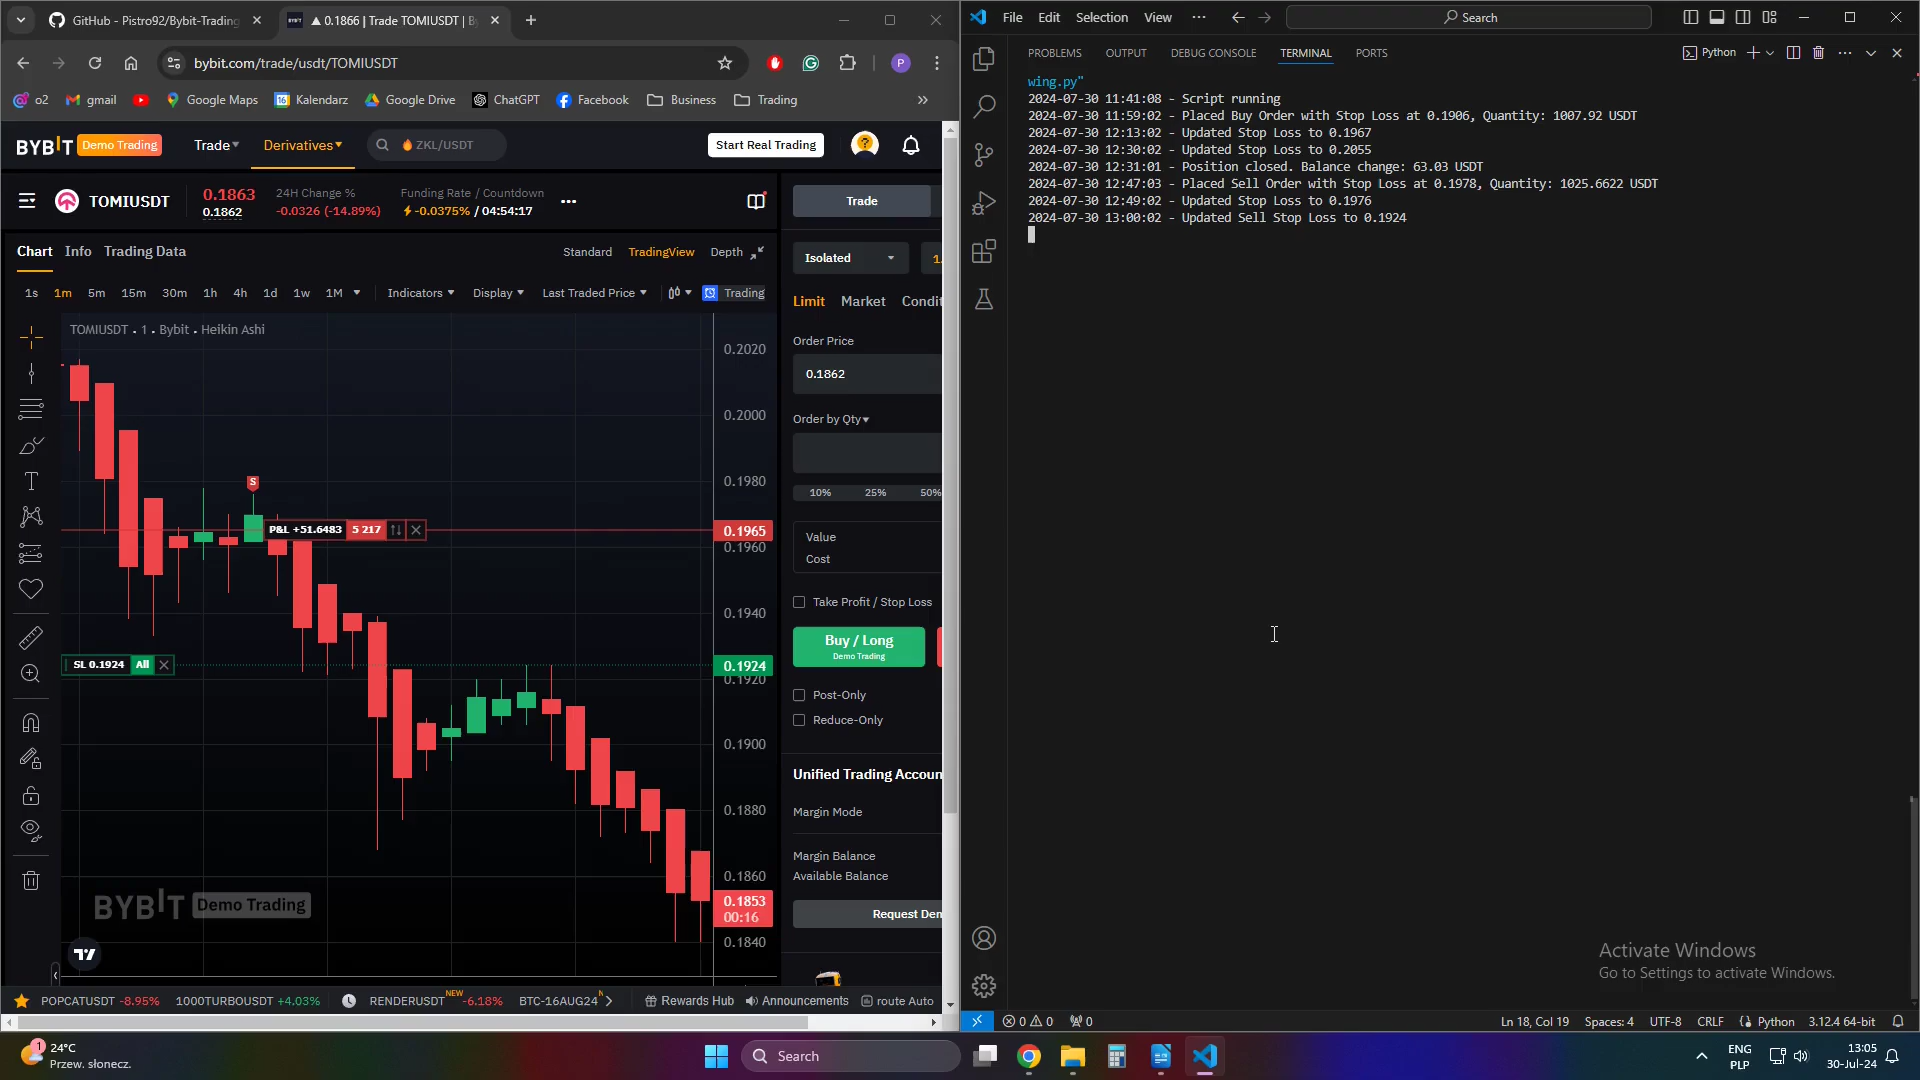 GitHub - Pistro92/Bybit-Trading
▲ 0.1866 | Trade TOMIUSDT | B
bybit.com/trade/usdt/TOMIUSDT
P
o2
gmail
Google Maps
Kalendarz
Google Drive
ChatGPT
Facebook
Business
Trading
»
BYBIT
Demo Trading
Trade
Derivatives
ZKL/USDT
Start Real Trading
TOMIUSDT
0.1863
0.1862
24H Change %
-0.0326 (-14.89%)
Funding Rate / Countdown
-0.0375% / 04:54:17
Chart
Info
Trading Data
Standard
TradingView
Depth
1s
1m
5m
15m
30m
1h
4h
1d
1w
1M
Indicators
Display
Last Traded Price
Trading
TOMIUSDT · 1 · Bybit · Heikin Ashi
0.2020
0.2000
0.1980
0.1965
0.1960
0.1940
0.1924
0.1920
0.1900
0.1880
0.1860
0.1853
00:16
0.1840
S
P&L +51.6483
5 217
SL 0.1924
All
BYBIT
Demo Trading
Trade
Isolated
1.
Limit
Market
Condit
Order Price
0.1862
Order by Qty
10%
25%
50%
Value
Cost
Take Profit / Stop Loss
Buy / Long
Demo Trading
Post-Only
Reduce-Only
Unified Trading Accoun
Margin Mode
Margin Balance
Available Balance
Request Den
POPCATUSDT -8.95%
1000TURBOUSDT +4.03%
RENDERUSDT
NEW
-6.18%
BTC-16AUG24
Rewards Hub
Announcements
route Auto
File
Edit
Selection
View
Search
PROBLEMS
OUTPUT
DEBUG CONSOLE
TERMINAL
PORTS
Python
wing.py"
2024-07-30 11:41:08 - Script running
2024-07-30 11:59:02 - Placed Buy Order with Stop Loss at 0.1906, Quantity: 1007.92 USDT
2024-07-30 12:13:02 - Updated Stop Loss to 0.1967
2024-07-30 12:30:02 - Updated Stop Loss to 0.2055
2024-07-30 12:31:01 - Position closed. Balance change: 63.03 USDT
2024-07-30 12:47:03 - Placed Sell Order with Stop Loss at 0.1978, Quantity: 1025.6622 USDT
2024-07-30 12:49:02 - Updated Stop Loss to 0.1976
2024-07-30 13:00:02 - Updated Sell Stop Loss to 0.1924
Activate Windows
Go to Settings to activate Windows.
0
0
0
Ln 18, Col 19
Spaces: 4
UTF-8
CRLF
Python
3.12.4 64-bit
1
24°C
Przew. słonecz.
Search
ENG
PLP
13:05
30-Jul-24